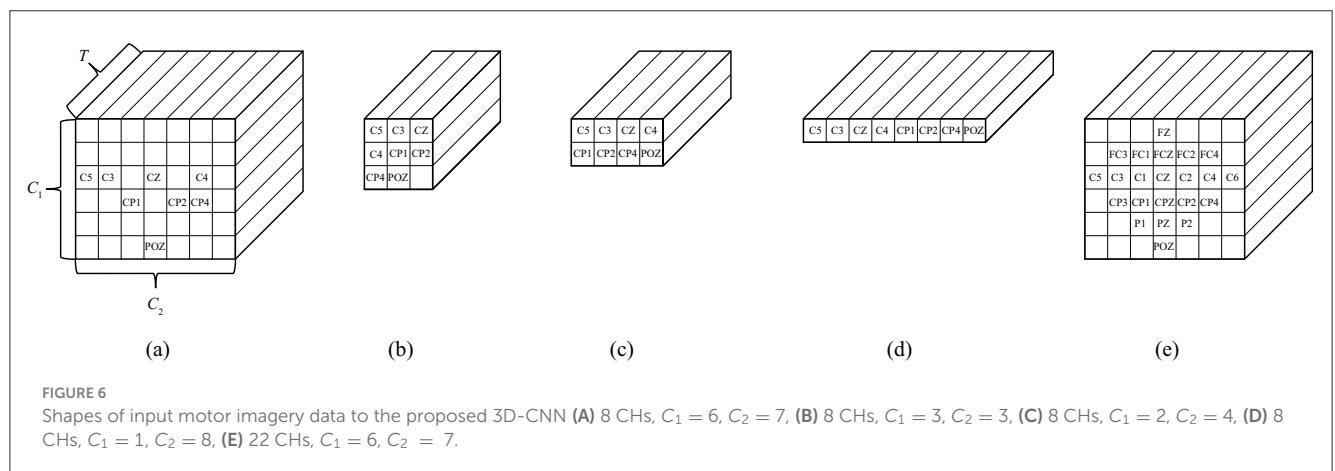 T
C1
C2
C5 C3 CZ C4
CP1 CP2 CP4
POZ
(a)
C5 C3 CZ
C4 CP1 CP2
CP4 POZ
(b)
C5 C3 CZ C4
CP1 CP2 CP4 POZ
(c)
C5 C3 CZ C4 CP1 CP2 CP4 POZ
(d)
FZ
FC3 FC1 FCZ FC2 FC4
C5 C3 C1 CZ C2 C4 C6
CP3 CP1 CPZ CP2 CP4
P1 PZ P2
POZ
(e)
FIGURE 6
Shapes of input motor imagery data to the proposed 3D-CNN (A) 8 CHs, C1 = 6, C2 = 7, (B) 8 CHs, C1 = 3, C2 = 3, (C) 8 CHs, C1 = 2, C2 = 4, (D) 8
CHs, C1 = 1, C2 = 8, (E) 22 CHs, C1 = 6, C2 = 7.